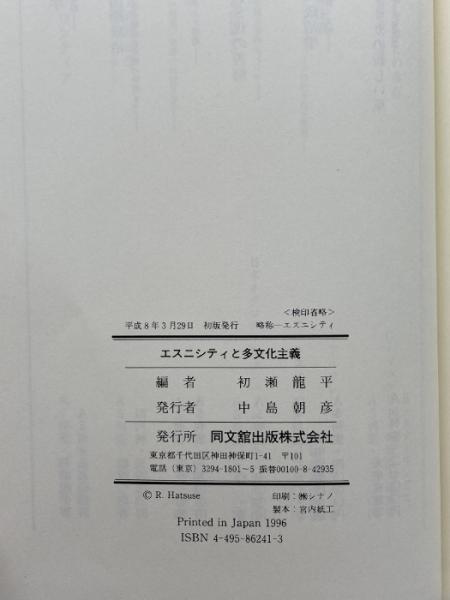 <検印省略>
平成8年3月29日 初版発行 略称―エスニシティ
エスニシティと多文化主義
編者 初瀬龍平
発行者 中島朝彦
発行所 同文舘出版株式会社
東京都千代田区神田神保町1-41 〒101
電話(東京)3294-1801~5 振替00100-8-42935
© R. Hatsuse 印刷:㈱シナノ
製本:宮内紙工
Printed in Japan 1996
ISBN 4-495-86241-3